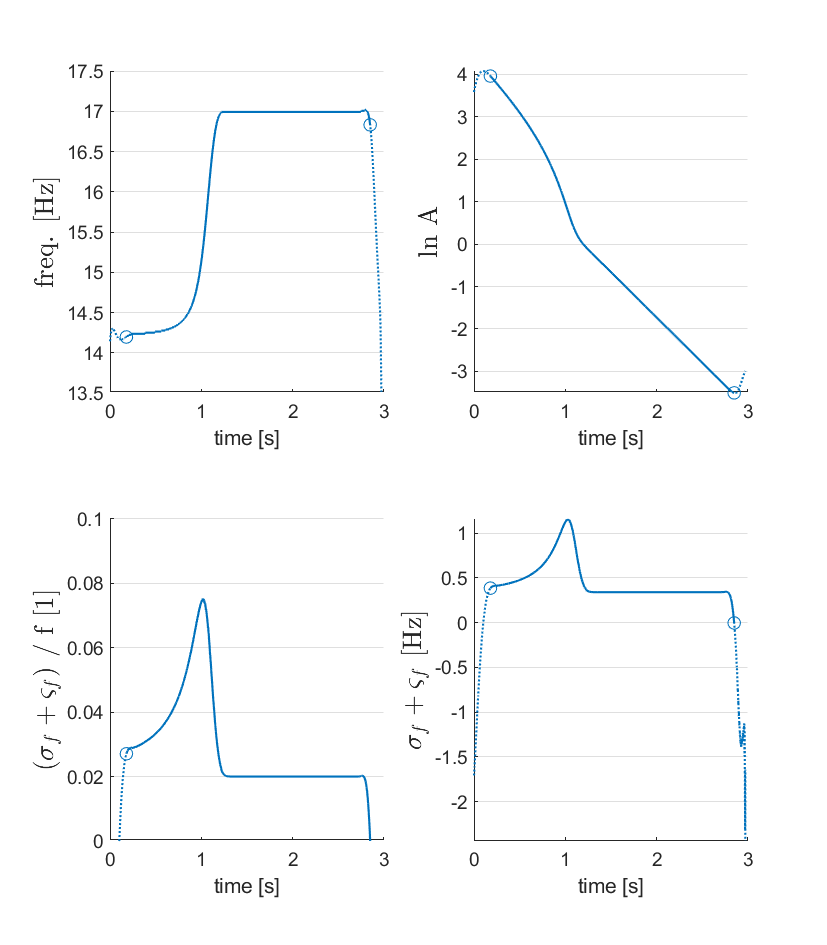 17.5
17
16.5
16
15.5
15
14.5
14
13.5
freq. [Hz]
0 1 2 3
time [s]
4
3
2
1
0
-1
-2
-3
ln A
0 1 2 3
time [s]
0.1
0.08
0.06
0.04
0.02
0
(σ_f + ς_f) / f [1]
0 1 2 3
time [s]
1
0.5
0
-0.5
-1
-1.5
-2
σ_f + ς_f [Hz]
0 1 2 3
time [s]